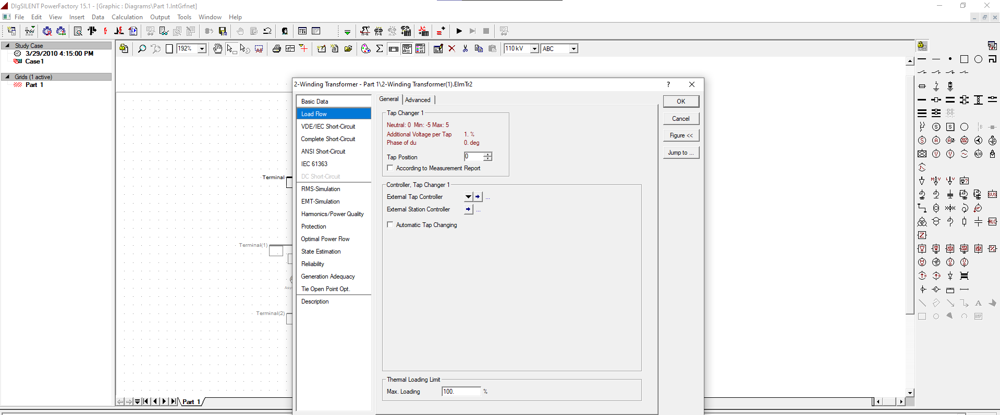 DIgSILENT PowerFactory 15.1 - [Graphic : Diagrams\Part 1.IntGrfnet]
File Edit View Insert Data Calculation Output Tools Window Help
192%
110 kV
ABC
Study Case
3/29/2010 4:15:00 PM
Case1
Grids (1 active)
Part 1
Terminal
Terminal(1)
Asy
Terminal(2)
Part 1
2-Winding Transformer - Part 1\2-Winding Transformer(1).ElmTr2
?
Basic Data
Load Flow
VDE/IEC Short-Circuit
Complete Short-Circuit
ANSI Short-Circuit
IEC 61363
DC Short-Circuit
RMS-Simulation
EMT-Simulation
Harmonics/Power Quality
Protection
Optimal Power Flow
State Estimation
Reliability
Generation Adequacy
Tie Open Point Opt.
Description
General Advanced
Tap Changer 1
Neutral: 0 Min: -5 Max: 5
Additional Voltage per Tap 1. %
Phase of du 0. deg
Tap Position 0
According to Measurement Report
Controller, Tap Changer 1
External Tap Controller ...
External Station Controller ...
Automatic Tap Changing
Thermal Loading Limit
Max. Loading 100. %
OK
Cancel
Figure <<
Jump to ...